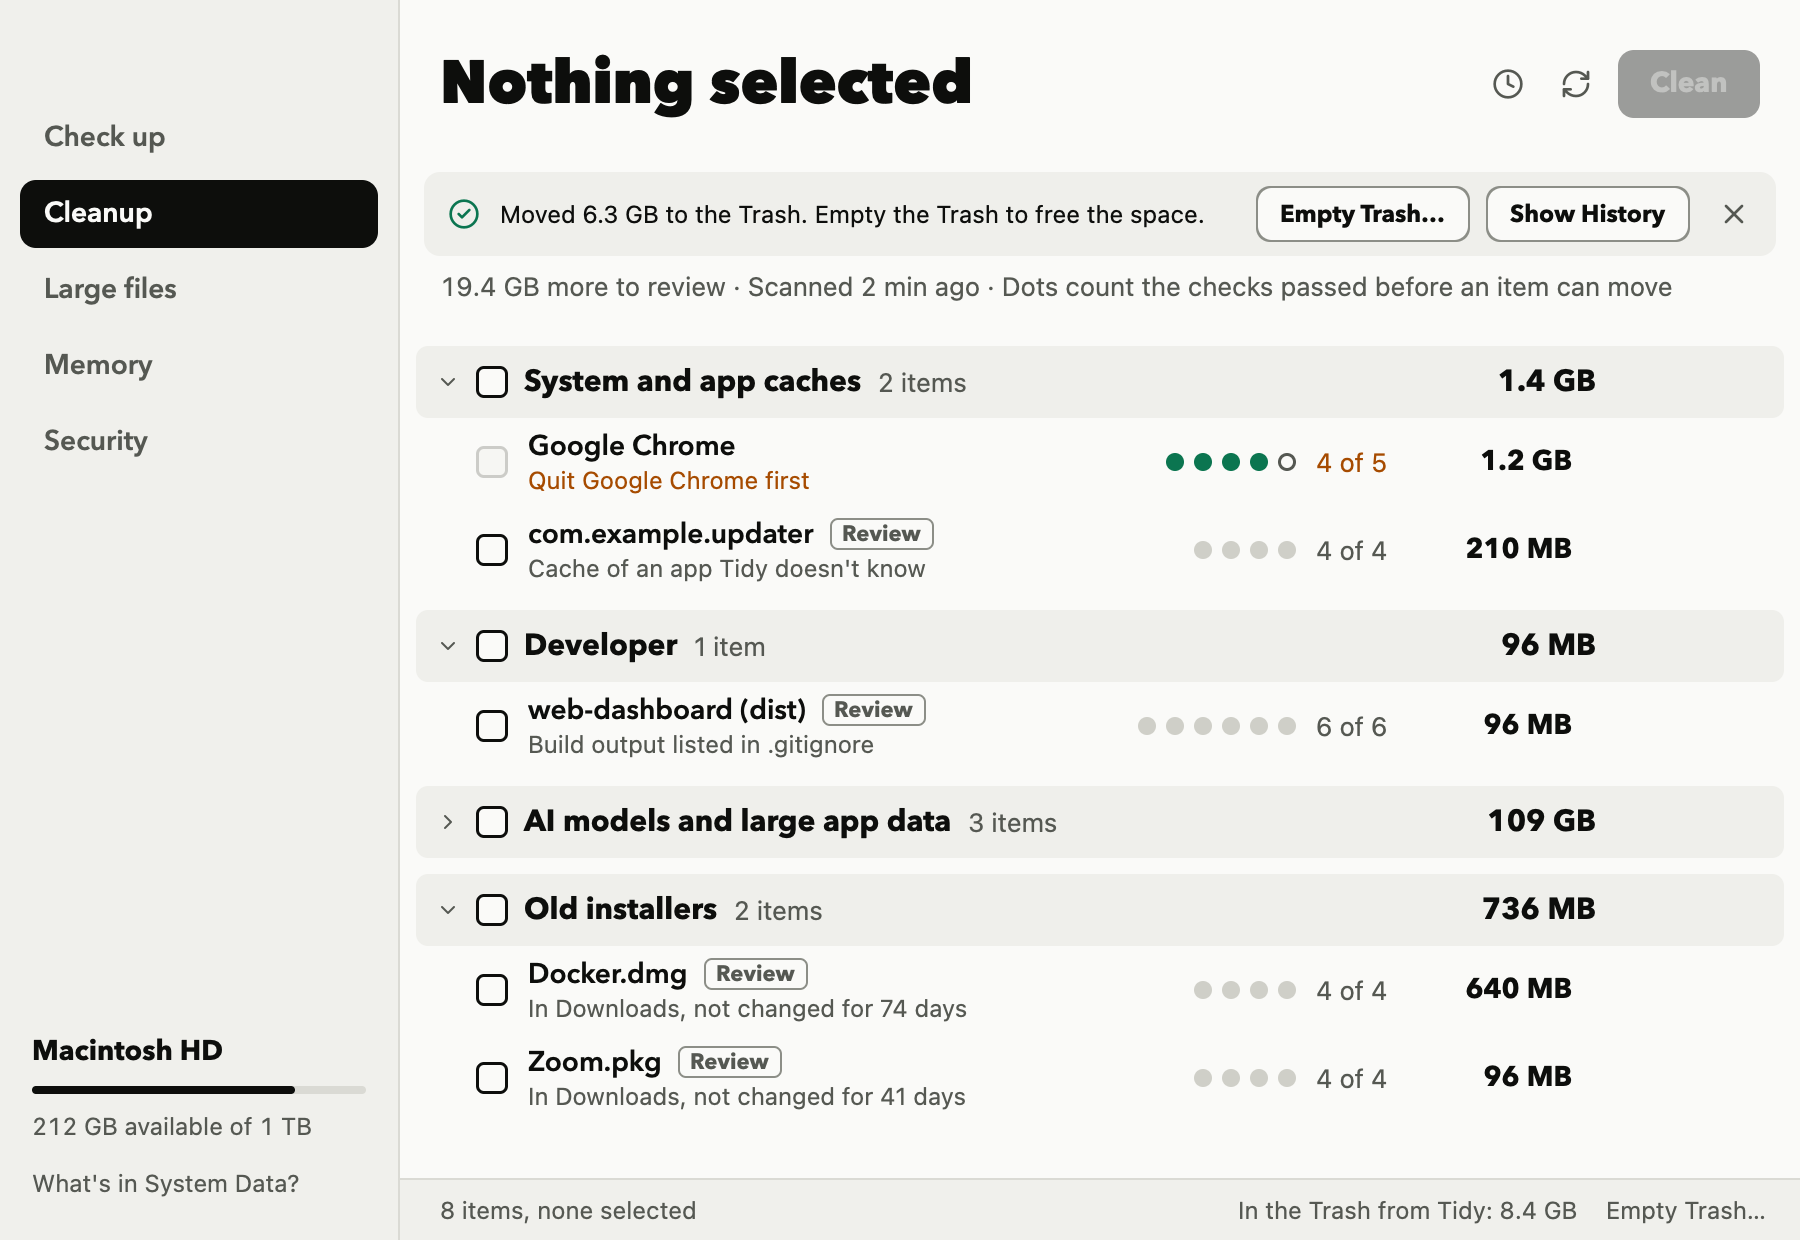 Nothing selected
Clean
Check up
Cleanup
Large files
Memory
Security
Moved 6.3 GB to the Trash. Empty the Trash to free the space.
Empty Trash...
Show History
19.4 GB more to review · Scanned 2 min ago · Dots count the checks passed before an item can move
System and app caches 2 items 1.4 GB
Google Chrome
Quit Google Chrome first
4 of 5 1.2 GB
com.example.updater Review
Cache of an app Tidy doesn't know
4 of 4 210 MB
Developer 1 item 96 MB
web-dashboard (dist) Review
Build output listed in .gitignore
6 of 6 96 MB
AI models and large app data 3 items 109 GB
Old installers 2 items 736 MB
Docker.dmg Review
In Downloads, not changed for 74 days
4 of 4 640 MB
Zoom.pkg Review
In Downloads, not changed for 41 days
4 of 4 96 MB
Macintosh HD
212 GB available of 1 TB
What's in System Data?
8 items, none selected
In the Trash from Tidy: 8.4 GB
Empty Trash...